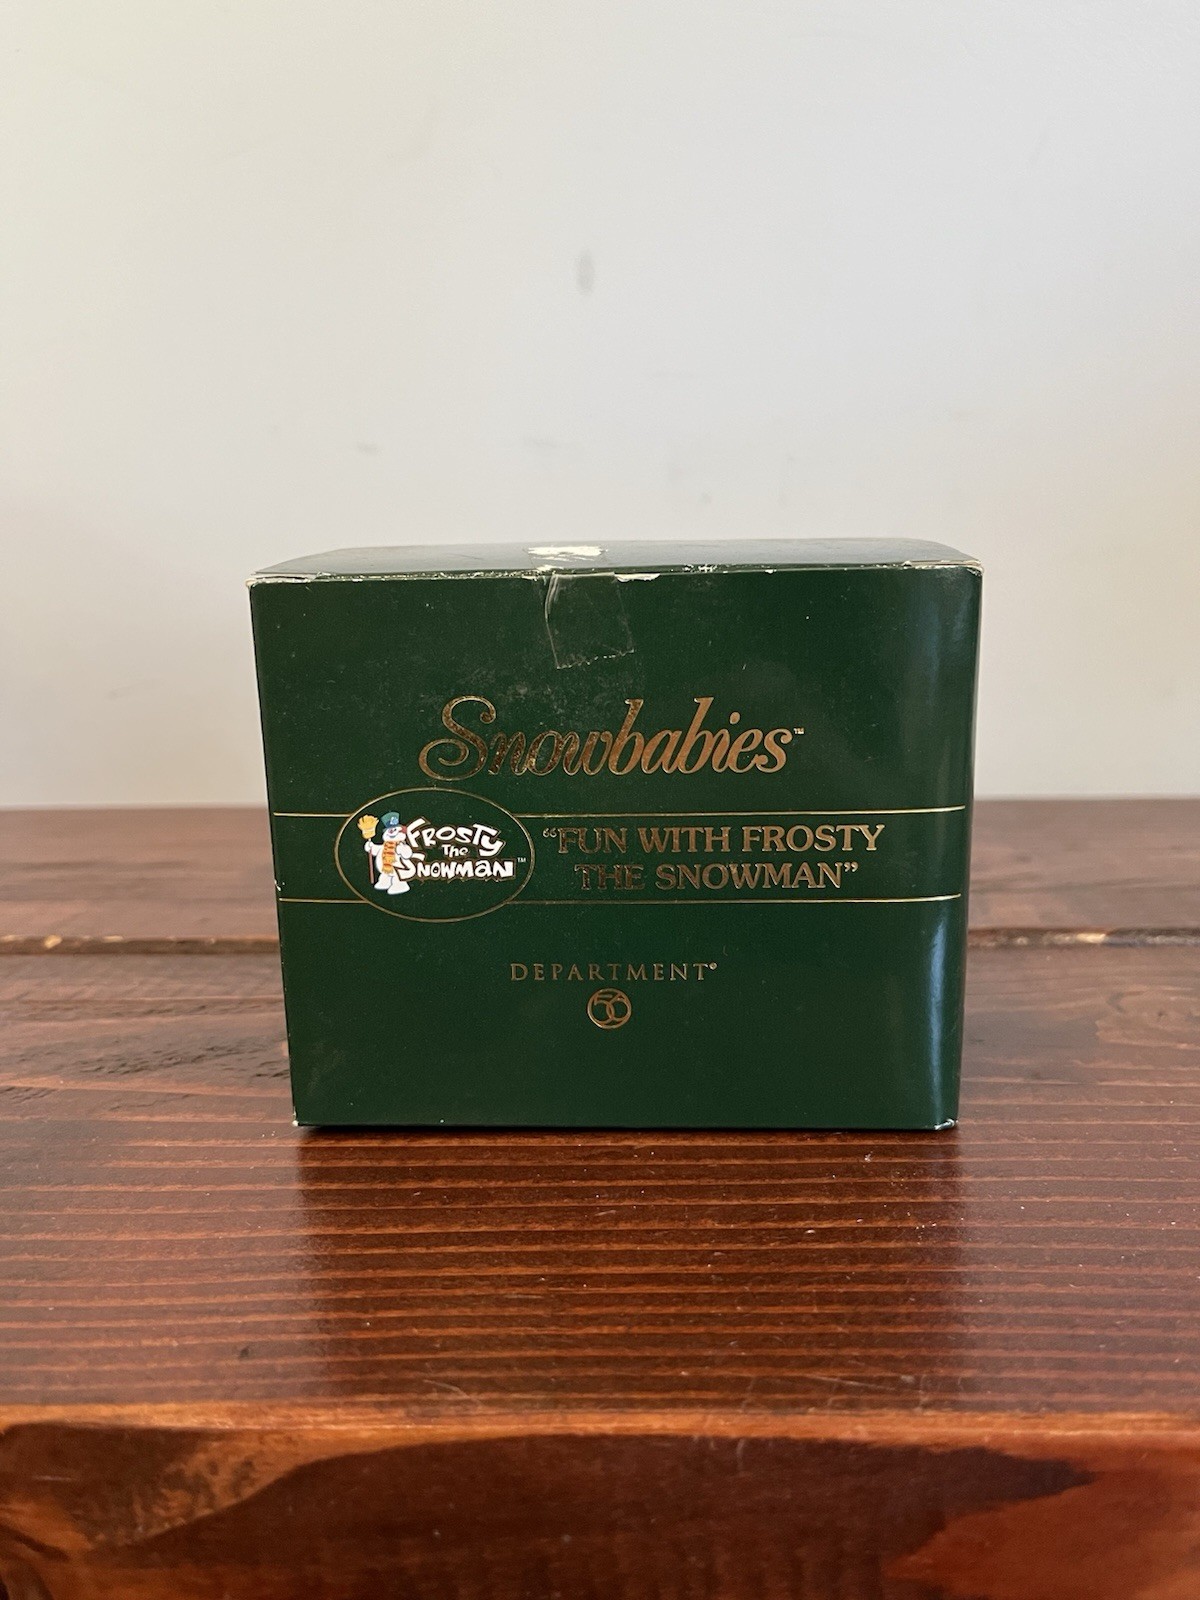 Snowbabies™
FROSTY
THE
SNOWMAN™
“FUN WITH FROSTY
THE SNOWMAN”
DEPARTMENT®
56